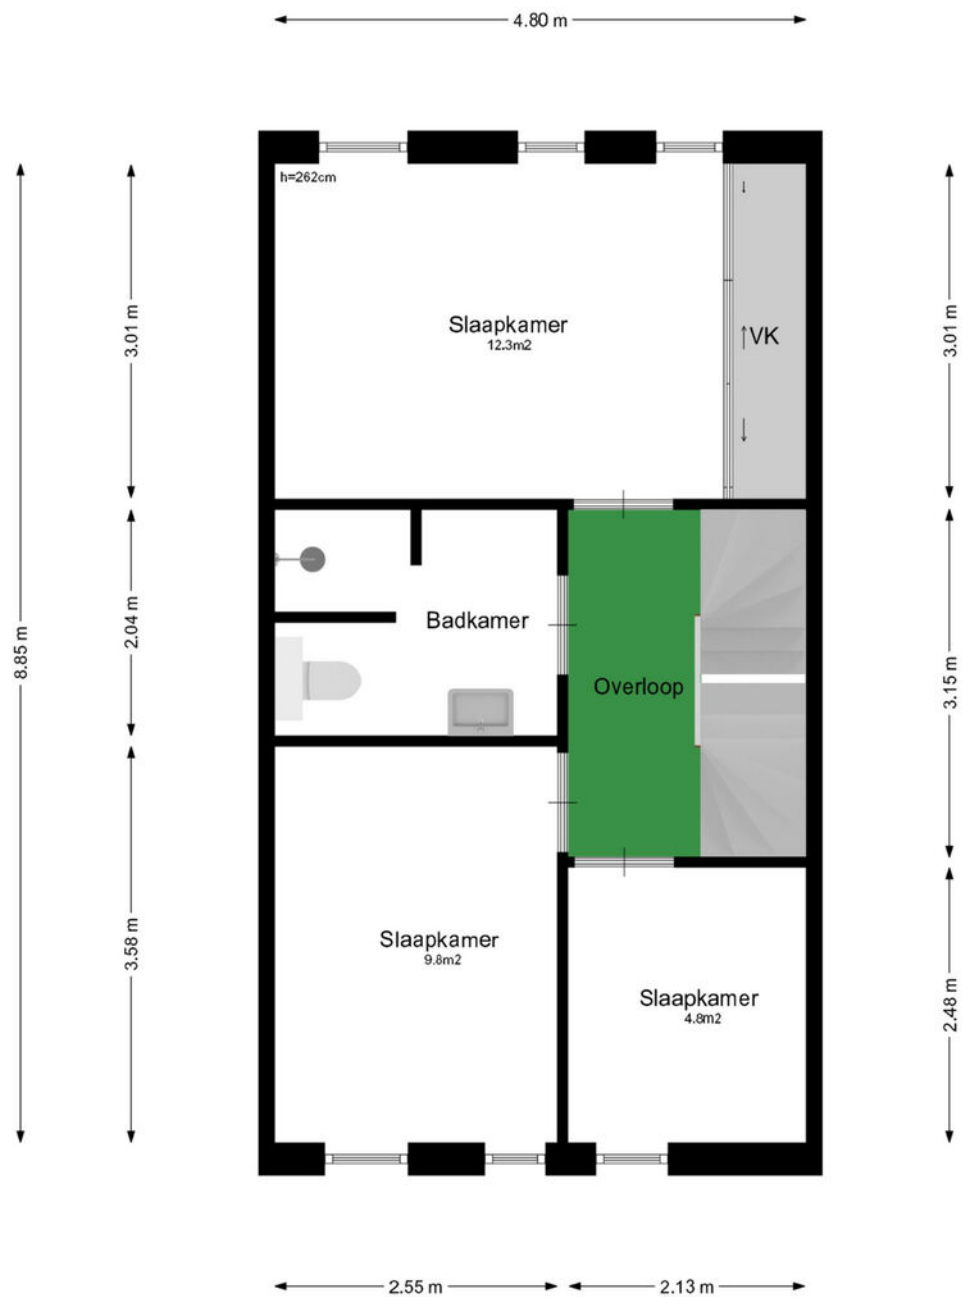 4.80 m
h=262cm
3.01 m
3.01 m
Slaapkamer
12.3m2
VK
8.85 m
2.04 m
Badkamer
Overloop
3.15 m
3.58 m
Slaapkamer
9.8m2
Slaapkamer
4.8m2
2.48 m
2.55 m
2.13 m